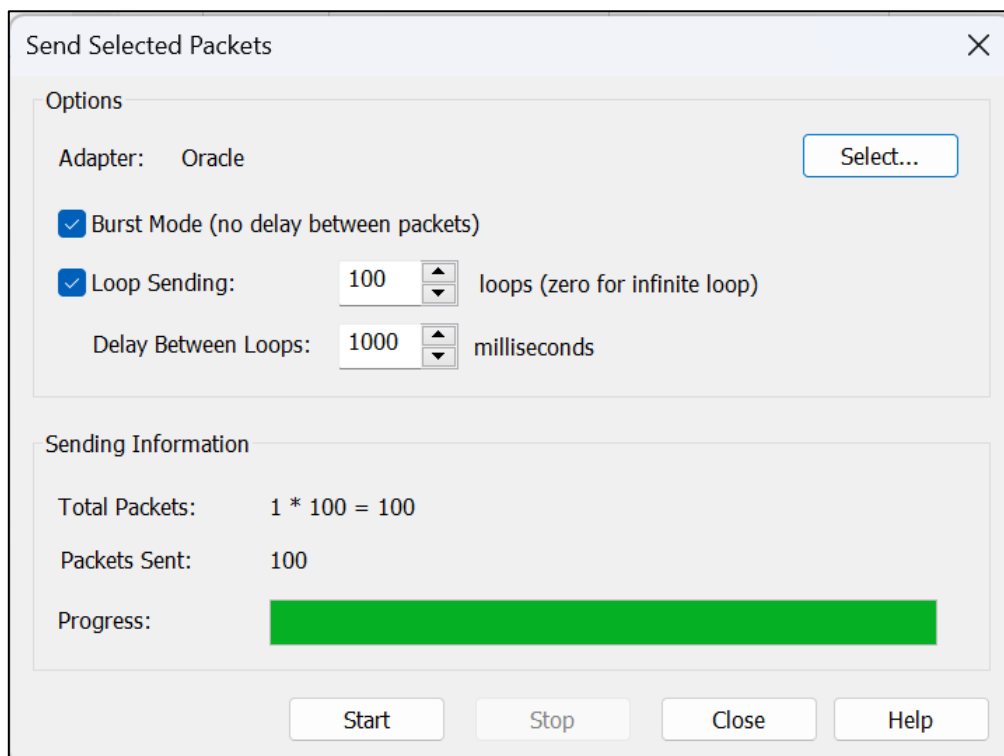 Send Selected Packets
Options
Adapter: Oracle Select...
Burst Mode (no delay between packets)
Loop Sending: 100 loops (zero for infinite loop)
Delay Between Loops: 1000 milliseconds
Sending Information
Total Packets: 1 * 100 = 100
Packets Sent: 100
Progress:
Start Stop Close Help